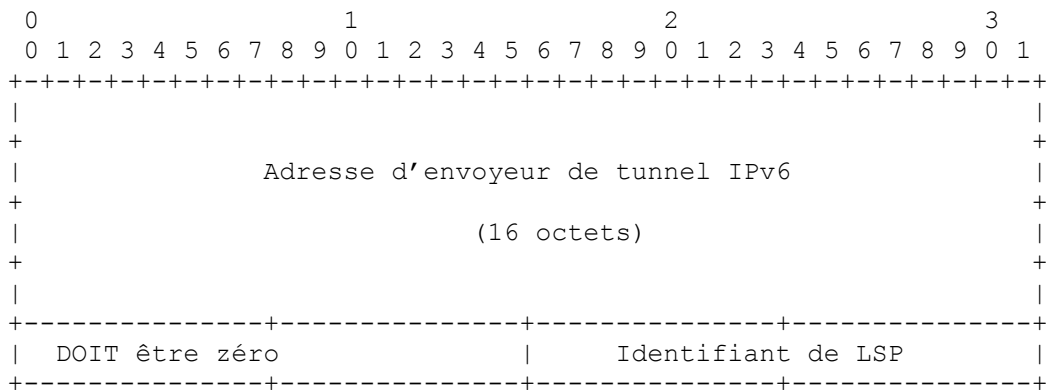 0                   1                   2                   3
0 1 2 3 4 5 6 7 8 9 0 1 2 3 4 5 6 7 8 9 0 1 2 3 4 5 6 7 8 9 0 1
+-+-+-+-+-+-+-+-+-+-+-+-+-+-+-+-+-+-+-+-+-+-+-+-+-+-+-+-+-+-+-+-+
|                                                               |
+                                                               +
|               Adresse d’envoyeur de tunnel IPv6               |
+                                                               +
|                            (16 octets)                        |
+                                                               +
|                                                               |
+---------------+---------------+---------------+---------------+
|  DOIT être zéro               |     Identifiant de LSP        |
+---------------+---------------+---------------+---------------+